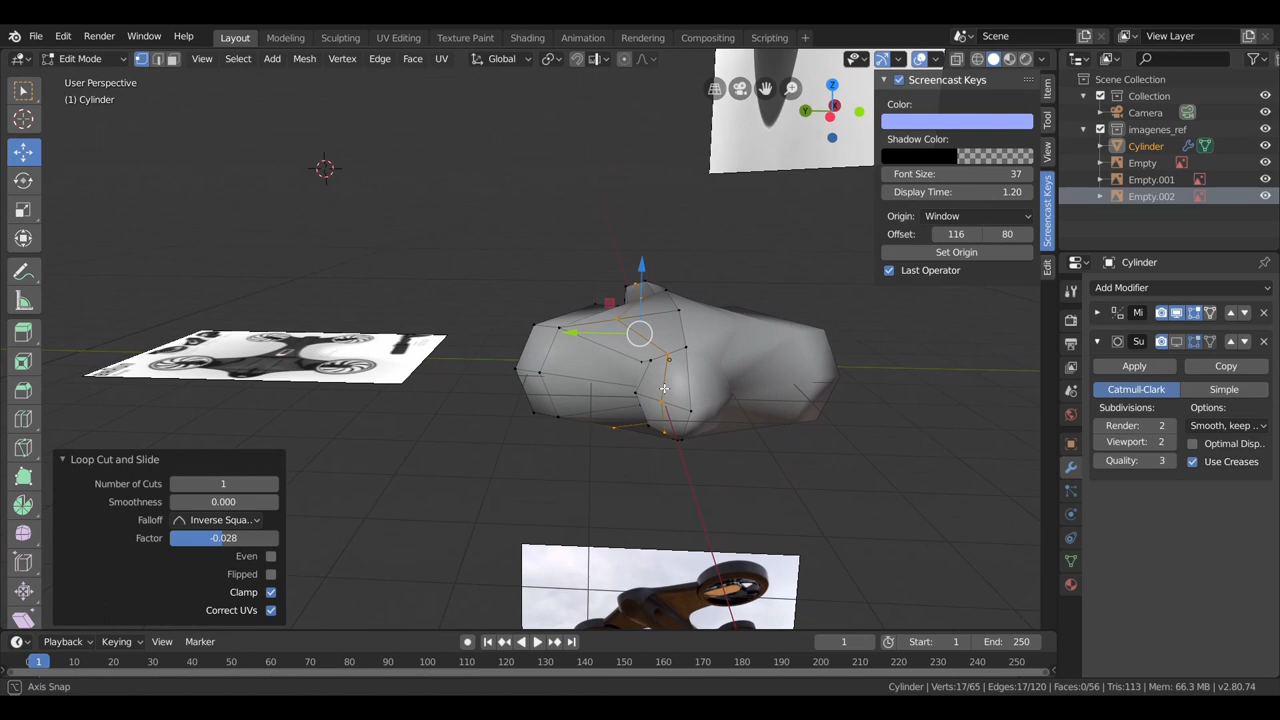 File Edit Render Window Help Layout Modeling Sculpting UV Editing Texture Paint Shading Animation Rendering Compositing Scripting + Scene View Layer
Edit Mode View Select Add Mesh Vertex Edge Face UV Global
User Perspective
(1) Cylinder
Screencast Keys
Color:
Shadow Color:
Font Size: 37
Display Time: 1.20
Origin: Window
Offset: 116 80
Set Origin
Last Operator
Item
Tool
View
Screencast Keys
Edit
Z
Y
Scene Collection
Collection
Camera
imagenes_ref
Cylinder
Empty
Empty.001
Empty.002
Cylinder
Add Modifier
Mi
Su
Apply Copy
Catmull-Clark Simple
Subdivisions: Options:
Render: 2 Smooth, keep ..
Viewport: 2 Optimal Disp..
Quality: 3 Use Creases
Loop Cut and Slide
Number of Cuts 1
Smoothness 0.000
Falloff Inverse Squa..
Factor -0.028
Even
Flipped
Clamp
Correct UVs
Playback Keying View Marker 1 Start: 1 End: 250
1 10 20 30 40 50 60 70 80 90 100 110 120 130 140 150 160 170 180 190 200 210 220 230 240 250
Axis Snap Cylinder | Verts:17/65 | Edges:17/120 | Faces:0/56 | Tris:113 | Mem: 66.3 MB | v2.80.74